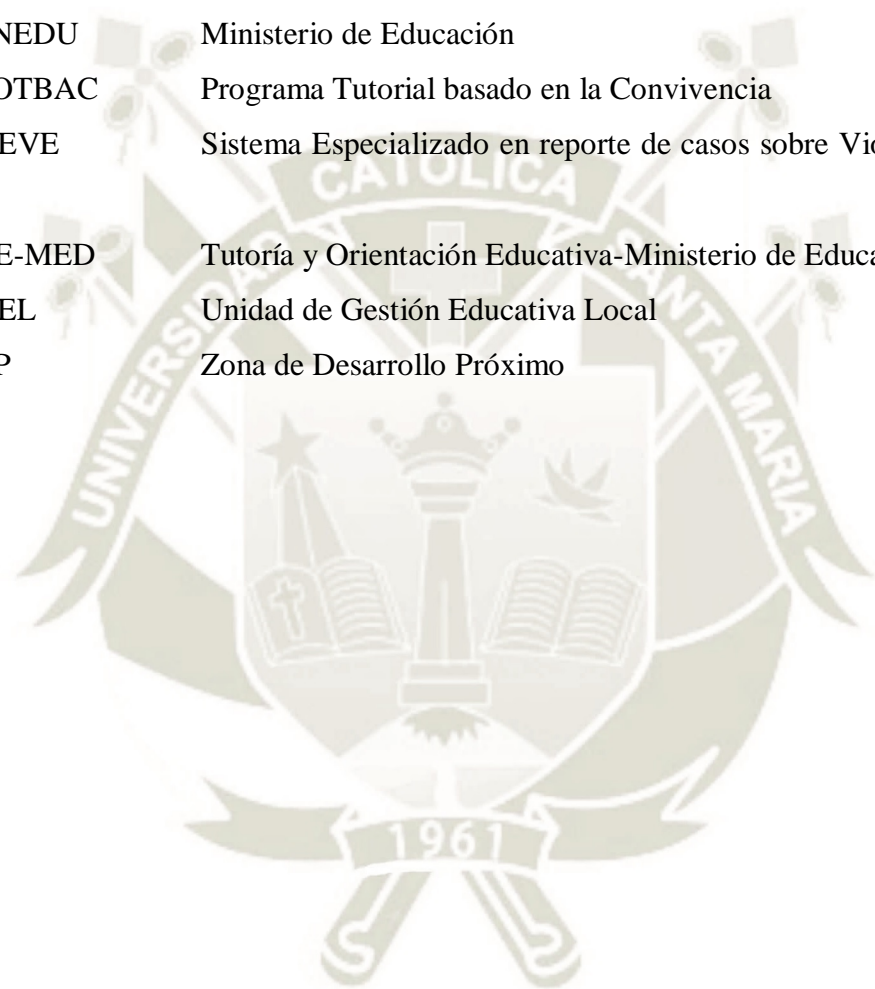 NEDU Ministerio de Educación
OTBAC Programa Tutorial basado en la Convivencia
EVE Sistema Especializado en reporte de casos sobre
E-MED Tutoría y Orientación Educativa-Ministerio de
EL Unidad de Gestión Educativa Local
P Zona de Desarrollo Próximo
UNIVERSIDAD CATOLICA SANTA MARIA
1961